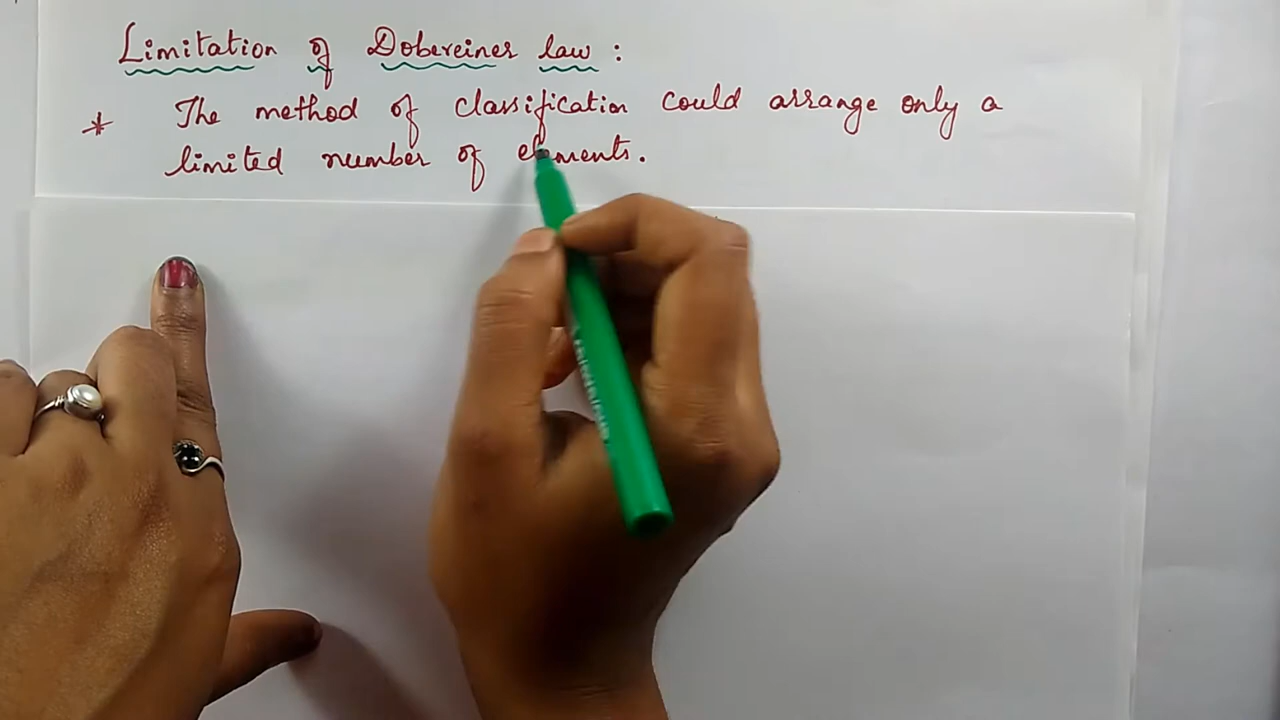 Limitation of Dobereiner law :
* The method of classification could arrange only a
limited number of elements.